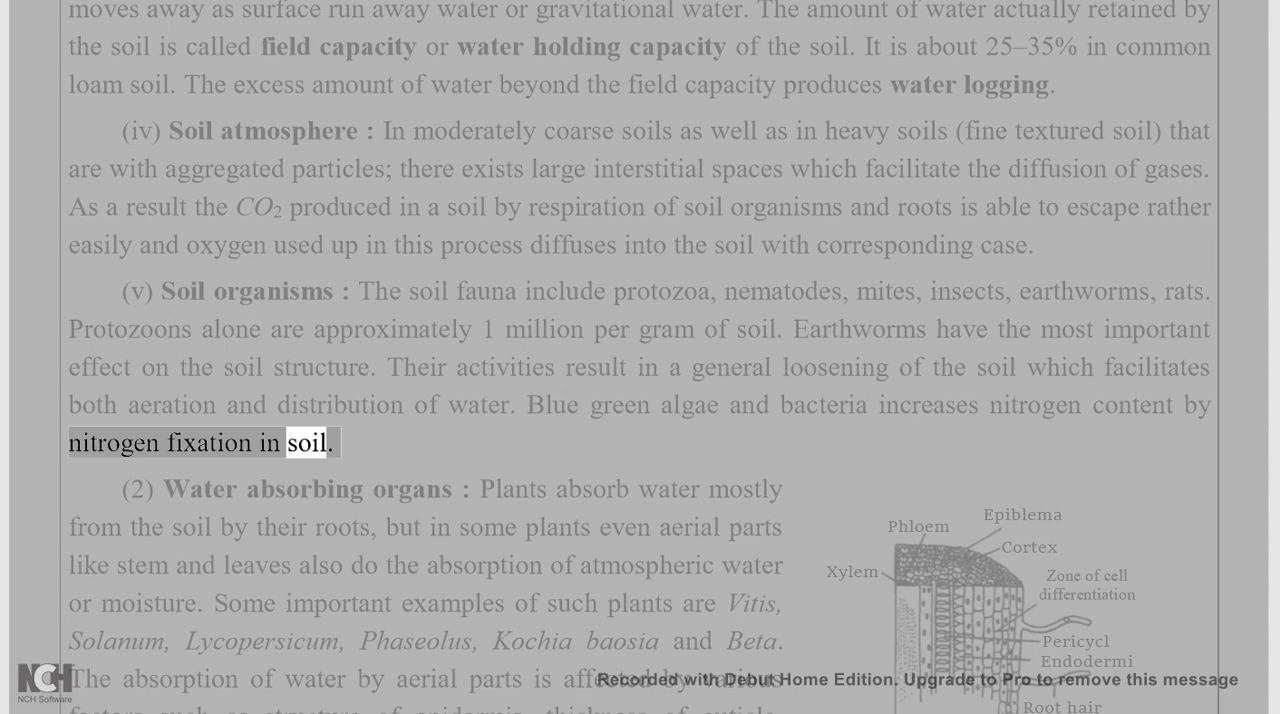 moves away as surface run away water or gravitational water. The amount of water actually retained by
the soil is called field capacity or water holding capacity of the soil. It is about 25–35% in common
loam soil. The excess amount of water beyond the field capacity produces water logging.
(iv) Soil atmosphere : In moderately coarse soils as well as in heavy soils (fine textured soil) that
are with aggregated particles; there exists large interstitial spaces which facilitate the diffusion of gases.
As a result the CO2 produced in a soil by respiration of soil organisms and roots is able to escape rather
easily and oxygen used up in this process diffuses into the soil with corresponding case.
(v) Soil organisms : The soil fauna include protozoa, nematodes, mites, insects, earthworms, rats.
Protozoons alone are approximately 1 million per gram of soil. Earthworms have the most important
effect on the soil structure. Their activities result in a general loosening of the soil which facilitates
both aeration and distribution of water. Blue green algae and bacteria increases nitrogen content by
nitrogen fixation in soil.
(2) Water absorbing organs : Plants absorb water mostly
from the soil by their roots, but in some plants even aerial parts
like stem and leaves also do the absorption of atmospheric water
or moisture. Some important examples of such plants are Vitis,
Solanum, Lycopersicum, Phaseolus, Kochia baosia and Beta.
The absorption of water by aerial parts is affected by various
factors such as structure of epidermis, thickness of cuticle,
Phloem
Epiblema
Cortex
Xylem
Zone of cell
differentiation
Pericycl
Endodermi
Root hair
NCH
NCH Software
Recorded with Debut Home Edition. Upgrade to Pro to remove this message